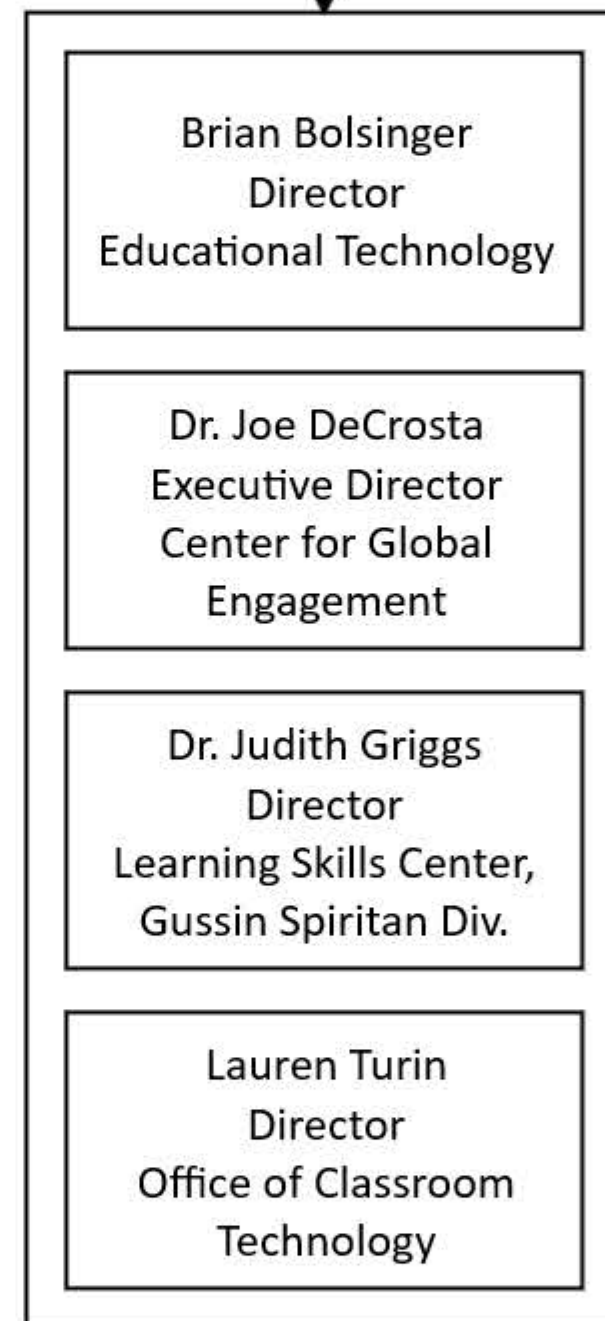 Brian Bolsinger
Director
Educational Technology
Dr. Joe DeCrosta
Executive Director
Center for Global
Engagement
Dr. Judith Griggs
Director
Learning Skills Center,
Gussin Spiritan Div.
Lauren Turin
Director
Office of Classroom
Technology